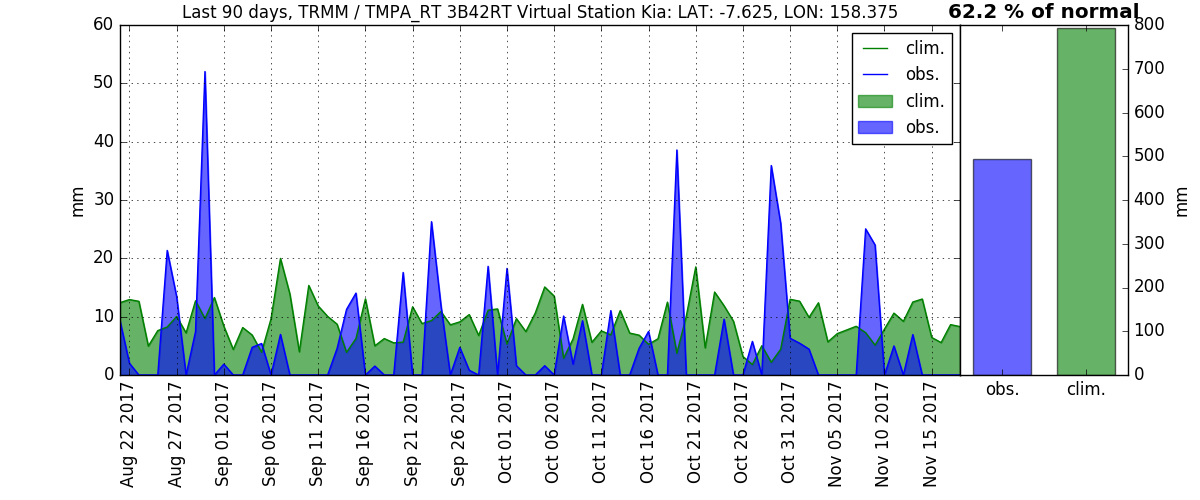 Last 90 days, TRMM / TMPA_RT 3B42RT Virtual Station Kia: LAT: -7.625, LON: 158.375
62.2 % of normal
clim.
obs.
clim.
obs.
mm
60
50
40
30
20
10
0
Aug 22 2017
Aug 27 2017
Sep 01 2017
Sep 06 2017
Sep 11 2017
Sep 16 2017
Sep 21 2017
Sep 26 2017
Oct 01 2017
Oct 06 2017
Oct 11 2017
Oct 16 2017
Oct 21 2017
Oct 26 2017
Oct 31 2017
Nov 05 2017
Nov 10 2017
Nov 15 2017
800
700
600
500
400
300
200
100
0
mm
obs.
clim.